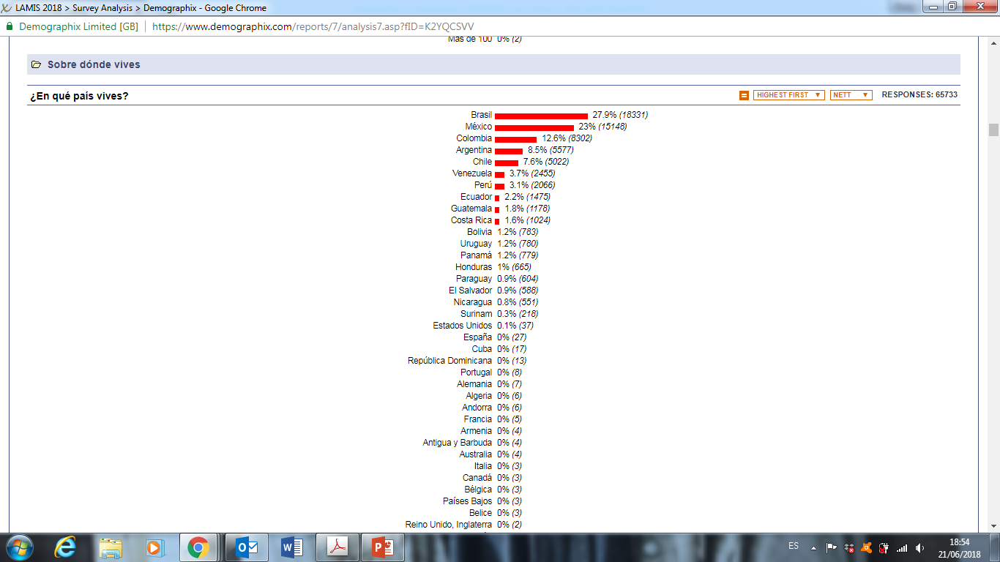 LAMIS 2018 > Survey Analysis > Demographix - Google Chrome
Demographix Limited [GB] https://www.demographix.com/reports/7/analysis7.asp?fID=K2YQCSVV
Más de 100 0% (2)
Sobre dónde vives
¿En qué país vives? = HIGHEST FIRST ▼ NETT ▼ RESPONSES: 65733
Brasil 27.9% (18331)
México 23% (15148)
Colombia 12.6% (8302)
Argentina 8.5% (5577)
Chile 7.6% (5022)
Venezuela 3.7% (2455)
Perú 3.1% (2066)
Ecuador 2.2% (1475)
Guatemala 1.8% (1178)
Costa Rica 1.6% (1024)
Bolivia 1.2% (783)
Uruguay 1.2% (780)
Panamá 1.2% (779)
Honduras 1% (665)
Paraguay 0.9% (604)
El Salvador 0.9% (588)
Nicaragua 0.8% (551)
Surinam 0.3% (218)
Estados Unidos 0.1% (37)
España 0% (27)
Cuba 0% (17)
República Dominicana 0% (13)
Portugal 0% (8)
Alemania 0% (7)
Algeria 0% (6)
Andorra 0% (6)
Francia 0% (5)
Armenia 0% (4)
Antigua y Barbuda 0% (4)
Australia 0% (4)
Italia 0% (3)
Canadá 0% (3)
Bélgica 0% (3)
Países Bajos 0% (3)
Belice 0% (3)
Reino Unido, Inglaterra 0% (2)
ES 18:54
21/06/2018